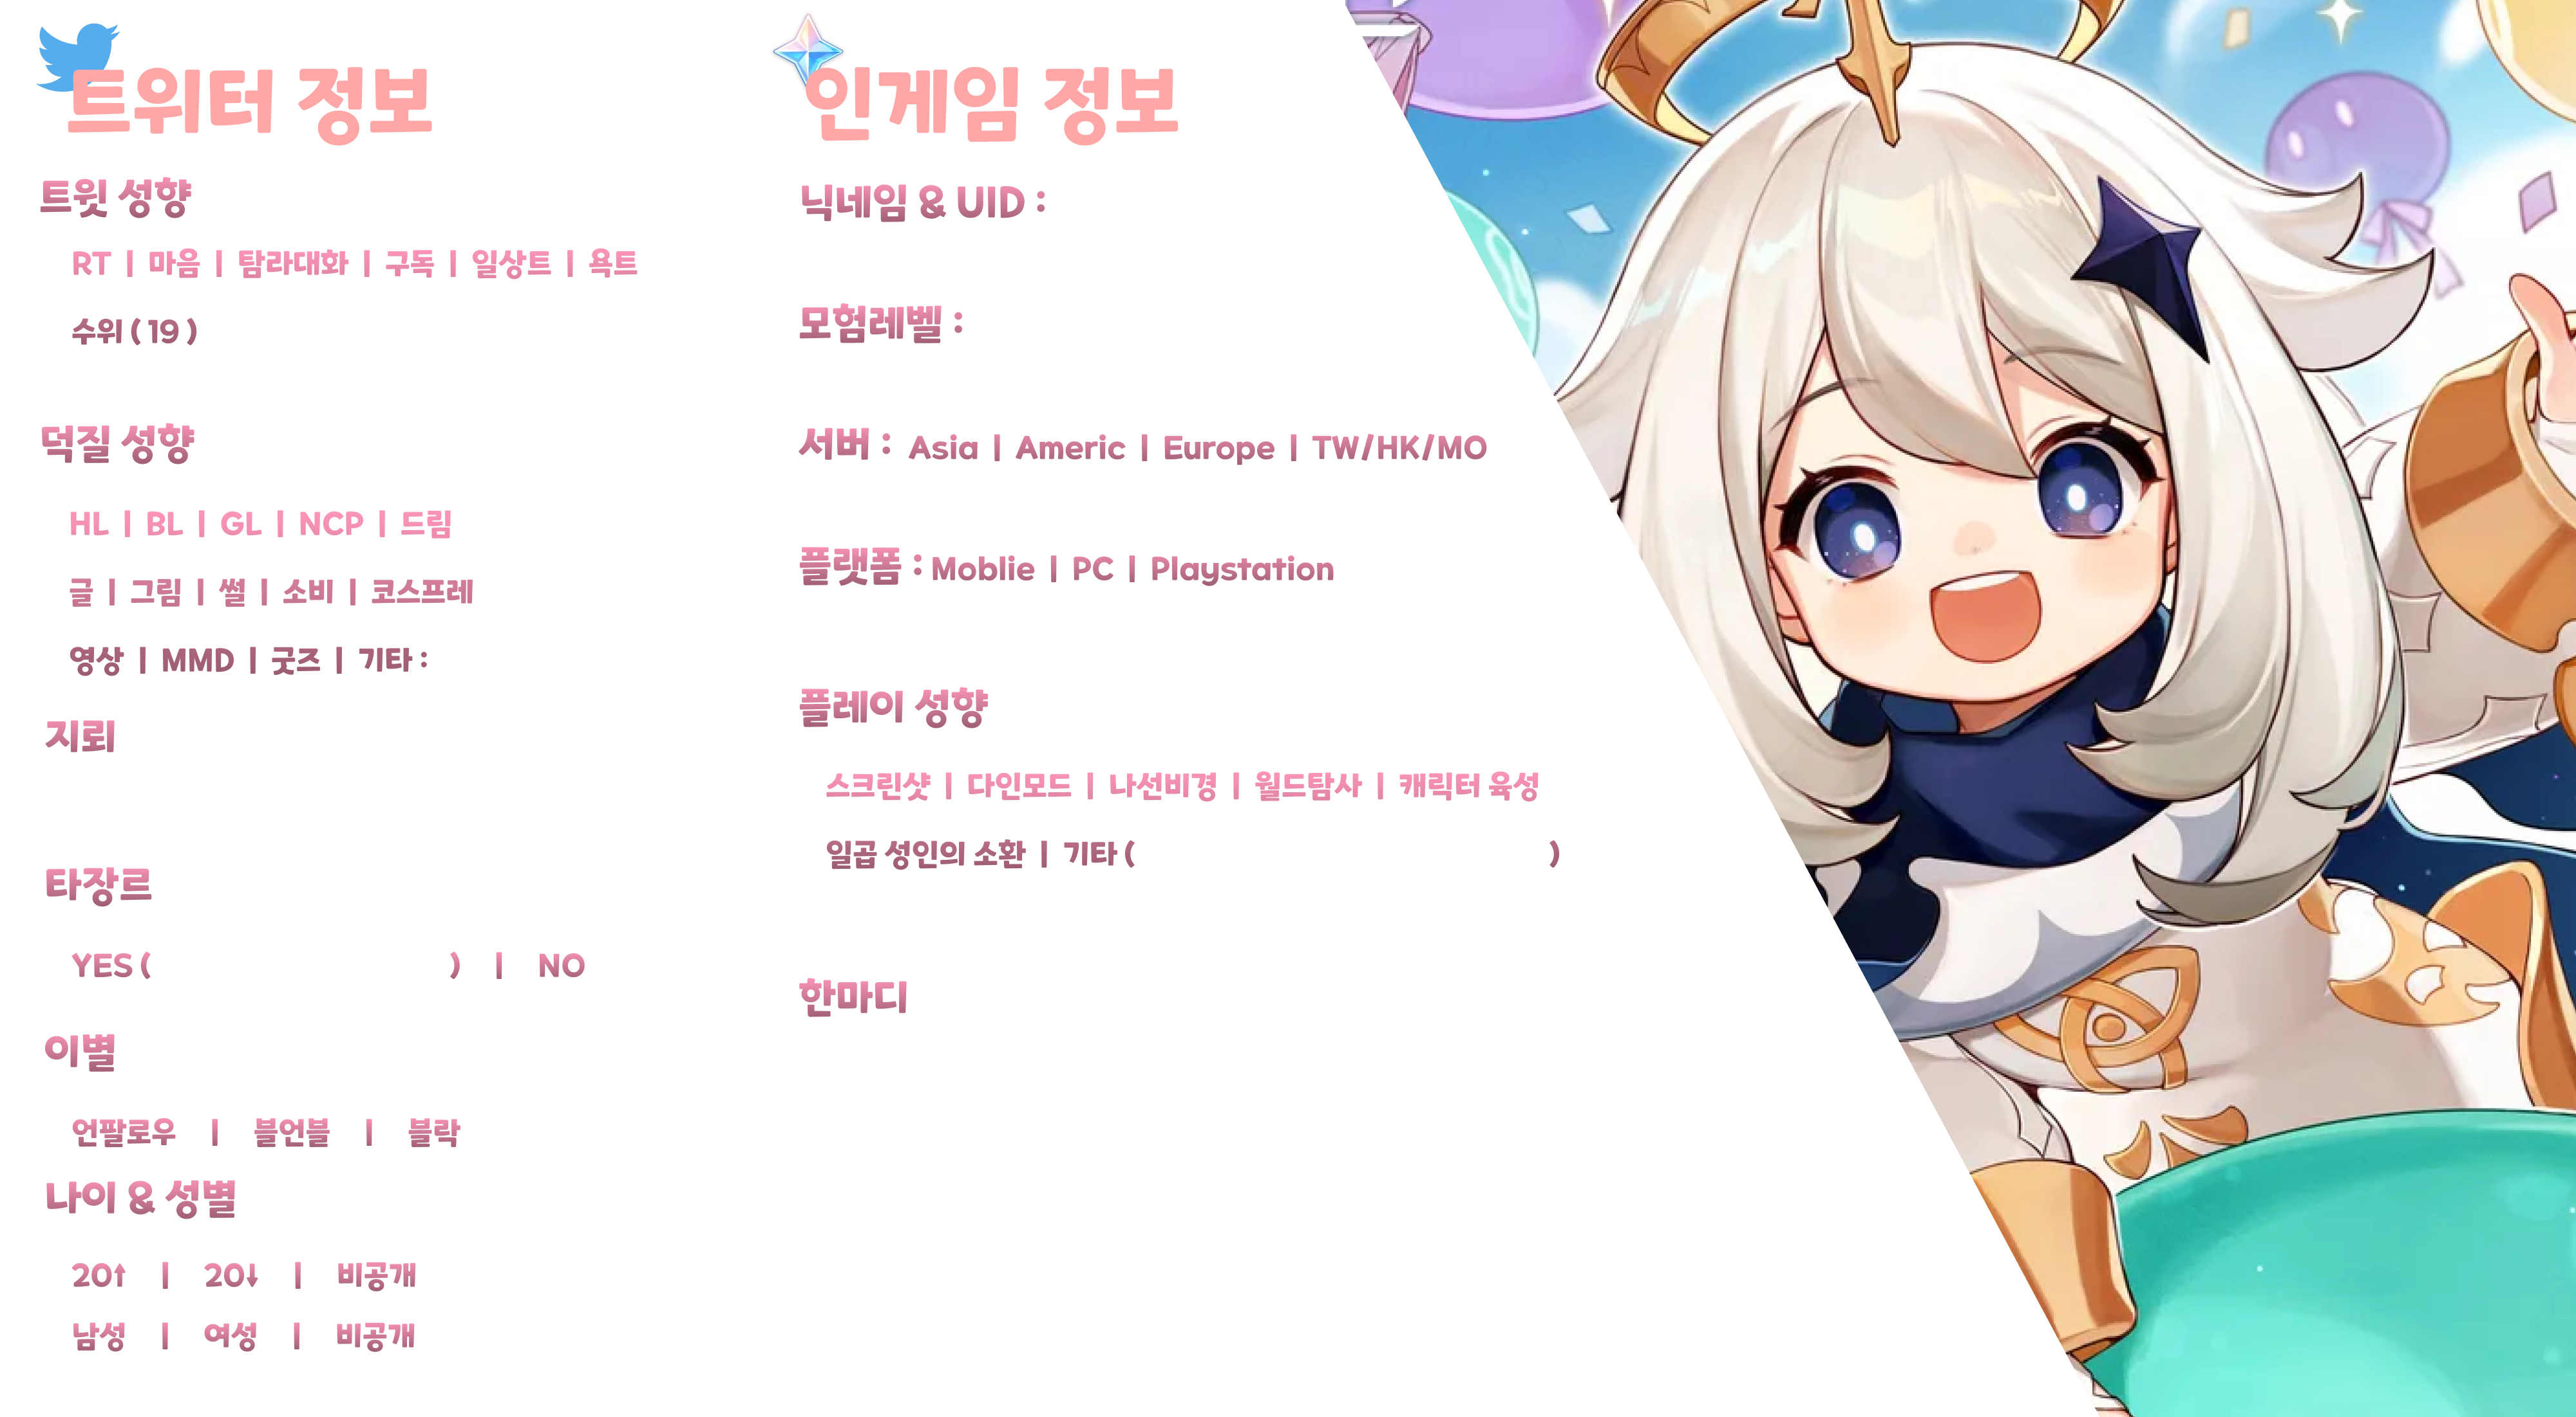 트위터 정보
트윗 성향
RT | 마음 | 탐라대화 | 구독 | 일상트 | 욕트
수위 ( 19 )
덕질 성향
HL | BL | GL | NCP | 드림
글 | 그림 | 썰 | 소비 | 코스프레
영상 | MMD | 굿즈 | 기타 :
지뢰
타장르
YES ( ) | NO
이별
언팔로우 | 블언블 | 블락
나이 & 성별
20↑ | 20↓ | 비공개
남성 | 여성 | 비공개
인게임 정보
닉네임 & UID :
모험레벨 :
서버 : Asia | Americ | Europe | TW/HK/MO
플랫폼 : Moblie | PC | Playstation
플레이 성향
스크린샷 | 다인모드 | 나선비경 | 월드탐사 | 캐릭터 육성
일곱 성인의 소환 | 기타 ( )
한마디